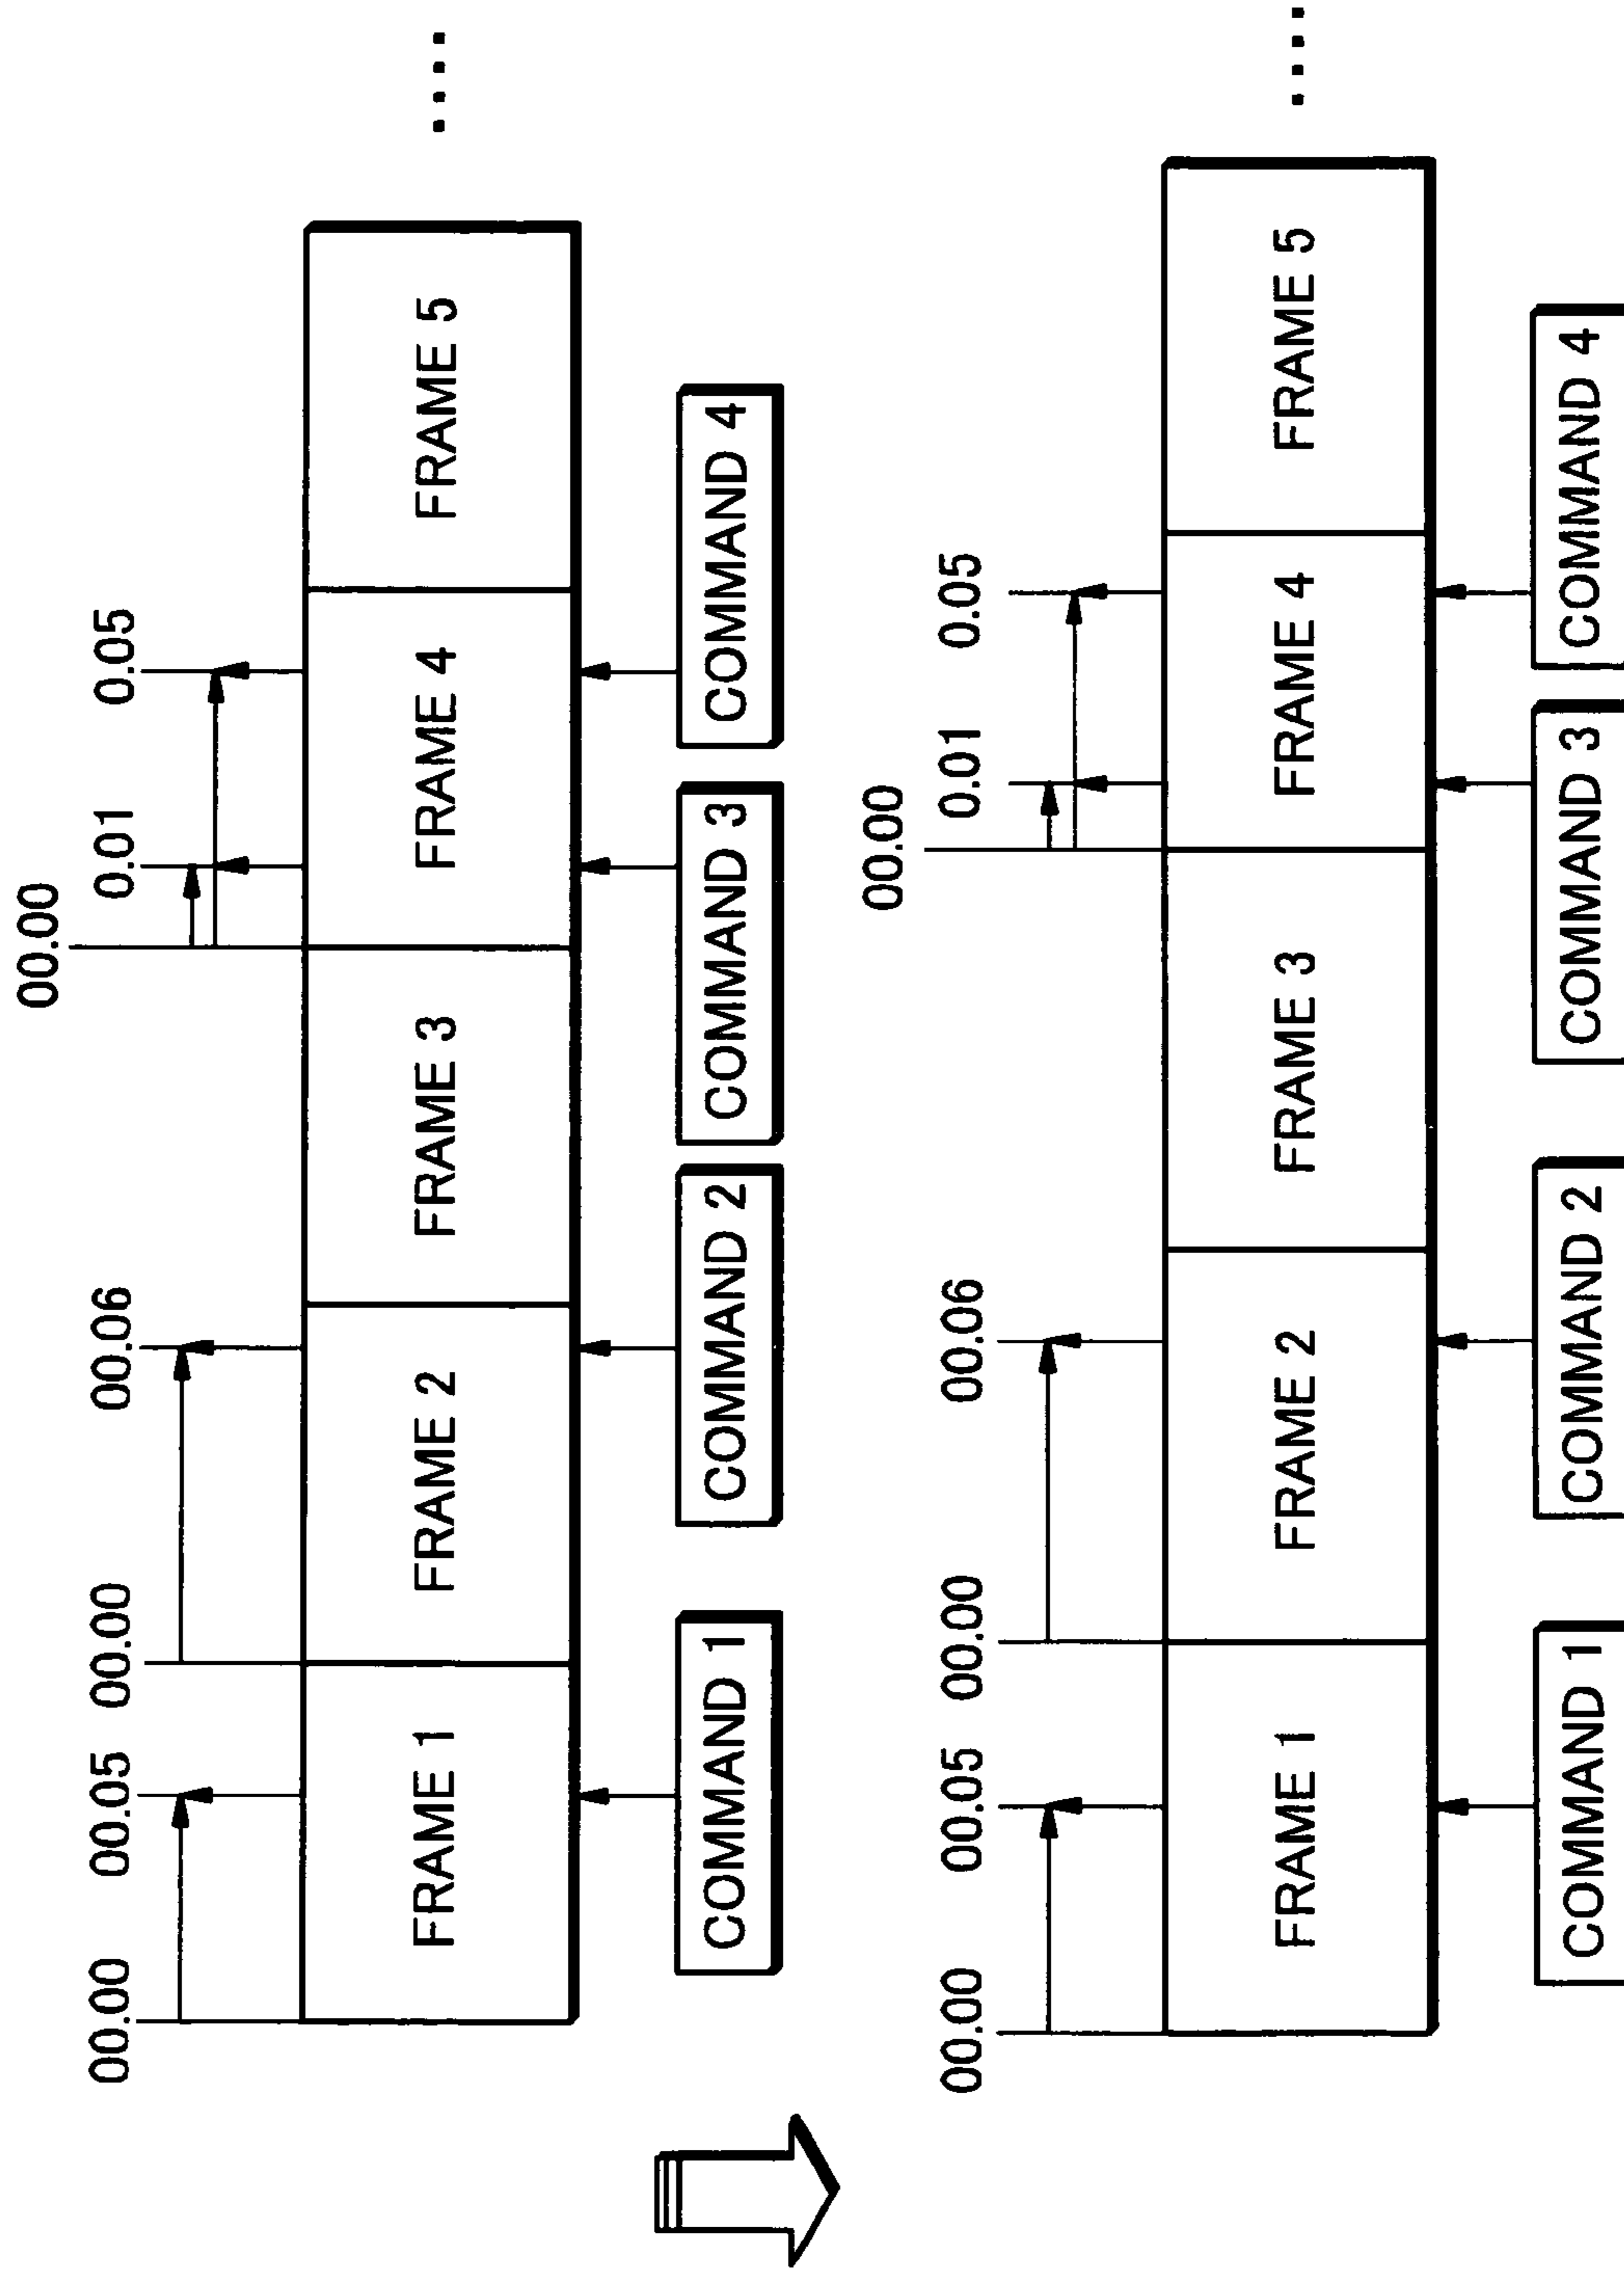 00.00
00.00 00.05 00.00 00.06 0.01 0.05
FRAME 1 FRAME 2 FRAME 3 FRAME 4 FRAME 5 ....
COMMAND 1 COMMAND 2 COMMAND 3 COMMAND 4
00.00
00.00 00.05 00.00 00.06 0.01 0.05
FRAME 1 FRAME 2 FRAME 3 FRAME 4 FRAME 5 ....
COMMAND 1 COMMAND 2 COMMAND 3 COMMAND 4